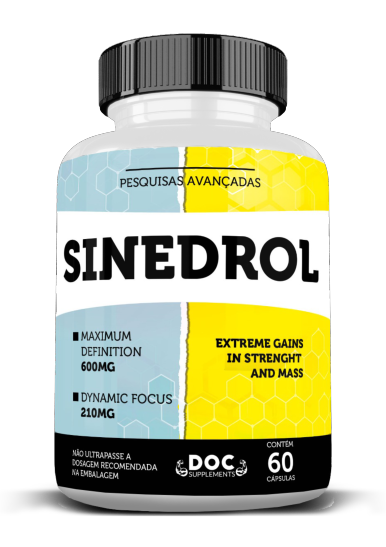 PESQUISAS AVANÇADAS
SINEDROL
MAXIMUM
DEFINITION
600MG
DYNAMIC FOCUS
210MG
EXTREME GAINS
IN STRENGHT
AND MASS
NÃO ULTRAPASSE A
DOSAGEM RECOMENDADA
NA EMBALAGEM
DOC
SUPPLEMENTS
CONTÉM
60
CÁPSULAS